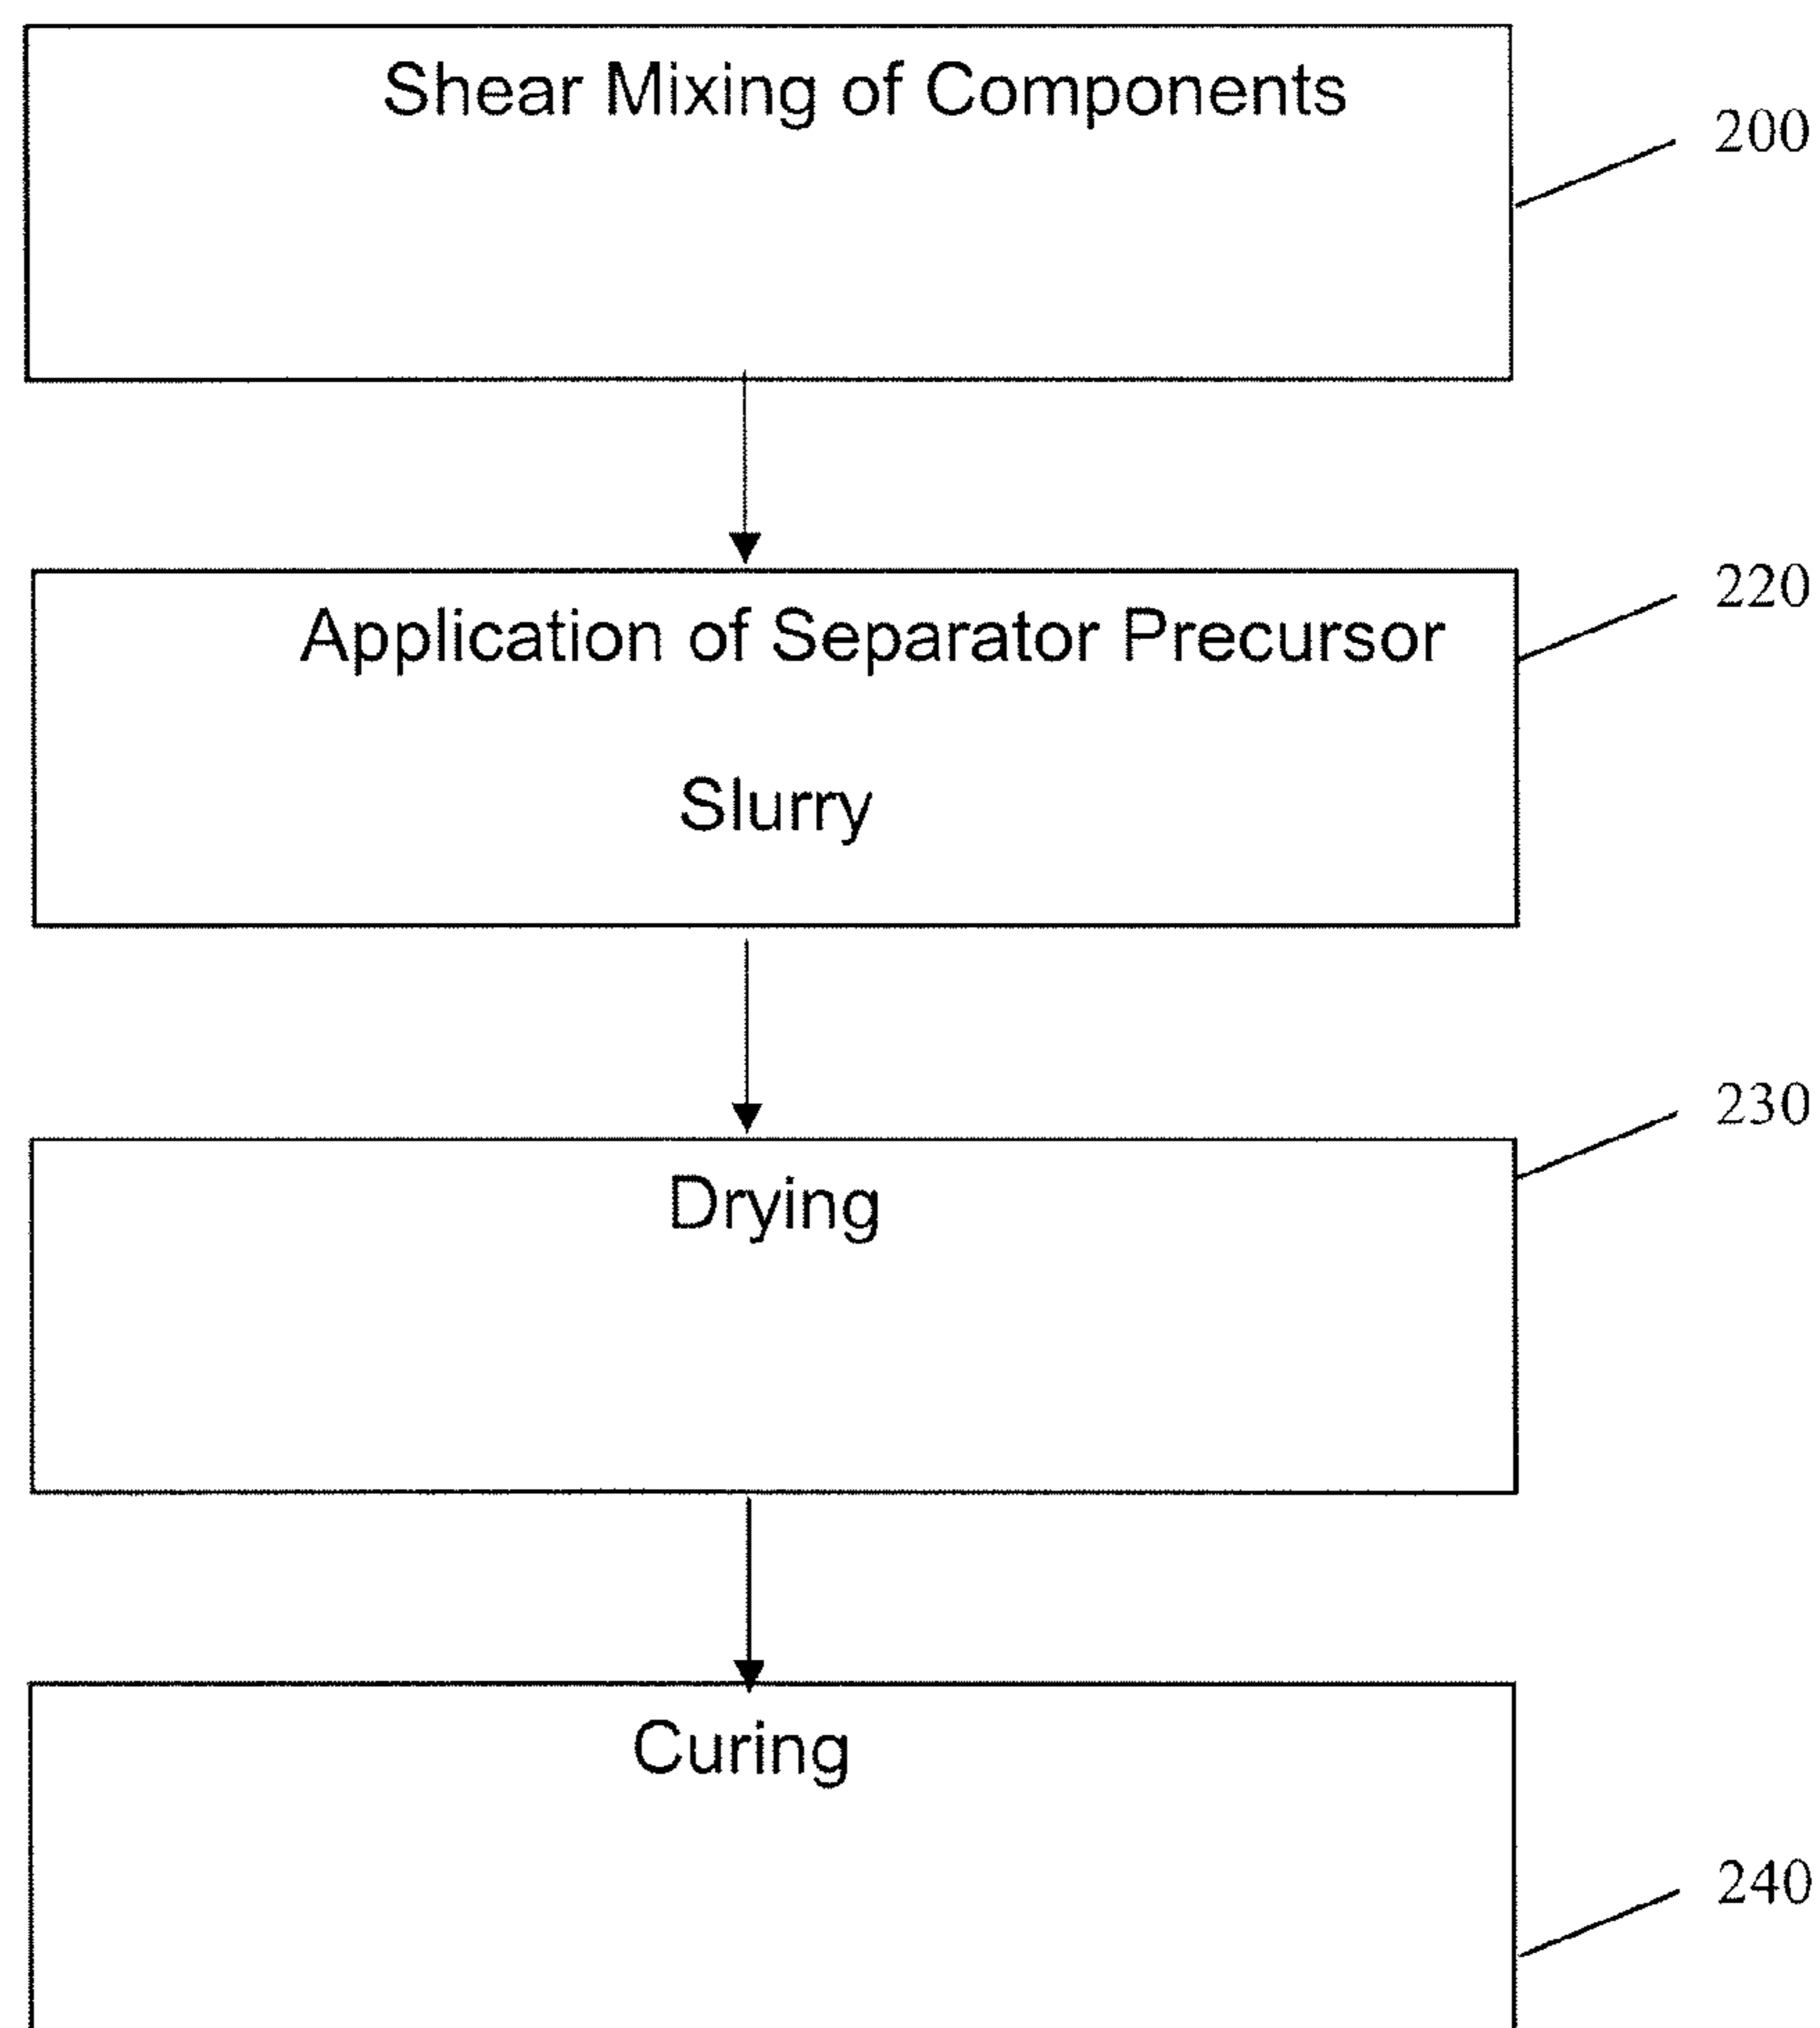 Shear Mixing of Components
200
Application of Separator Precursor
Slurry
220
Drying
230
Curing
240